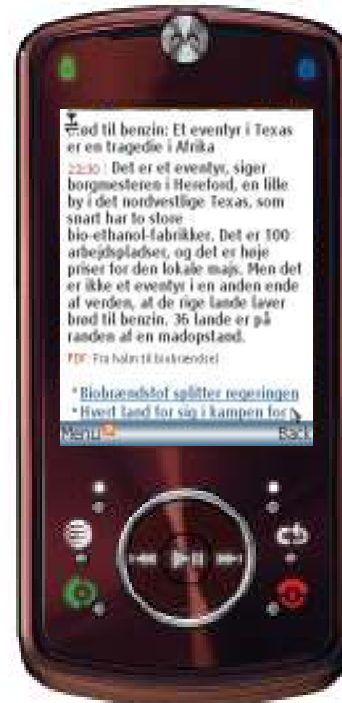 ød til benzin: Et eventyr i Texas
er en tragedie i Afrika
22:30 : Det er et eventyr, siger
borgmesteren i Hereford, en lille
by i det nordvestlige Texas, som
snart har to store
bio-ethanol-fabrikker. Det er 100
arbejdspladser, og det er høje
priser for den lokale majs. Men det
er ikke et eventyr i en anden ende
af verden, at de rige lande laver
brød til benzin. 36 lande er på
randen af en madopstand.
PDF: Fra halm til biobrændsel
*Biobrændstof splitter regeringen
*Hvert land for sig i kampen for
Menu Back